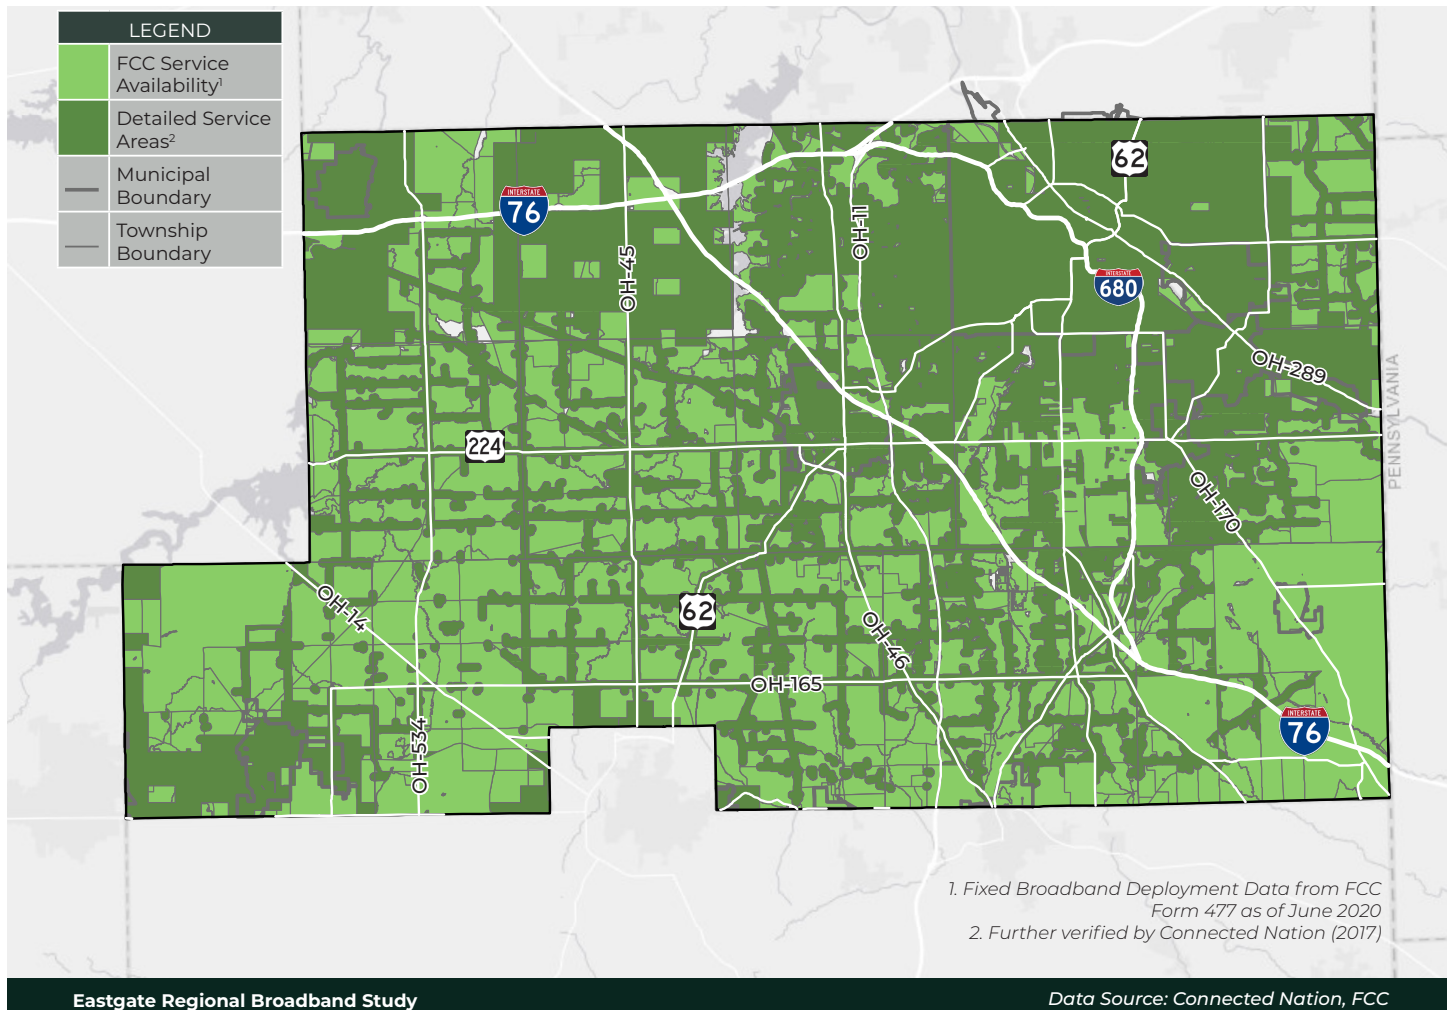 LEGEND
FCC Service
Availability¹
Detailed Service
Areas²
Municipal
Boundary
Township
Boundary
62
INTERSTATE
76
OH-11
OH-45
INTERSTATE
680
OH-289
PENNSYLVANIA
224
OH-170
OH-14
62
OH-46
OH-165
OH-534
INTERSTATE
76
1. Fixed Broadband Deployment Data from FCC
Form 477 as of June 2020
2. Further verified by Connected Nation (2017)
Eastgate Regional Broadband Study
Data Source: Connected Nation, FCC